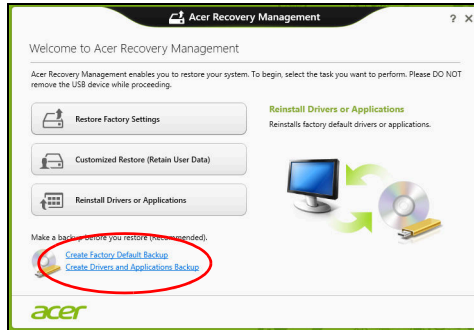 Acer Recovery Management
? X
Welcome to Acer Recovery Management
Acer Recovery Management enables you to restore your system. To begin, select the task you want to perform. Please DO NOT
remove the USB device while proceeding.
Restore Factory Settings
Customized Restore (Retain User Data)
Reinstall Drivers or Applications
Reinstall Drivers or Applications
Reinstalls factory default drivers or applications.
Make a backup before you restore (Recommended).
Create Factory Default Backup
Create Drivers and Applications Backup
acer